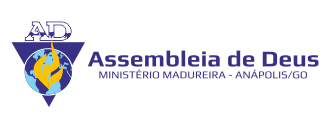 AD
Assembleia de Deus
MINISTÉRIO MADUREIRA - ANÁPOLIS/GO